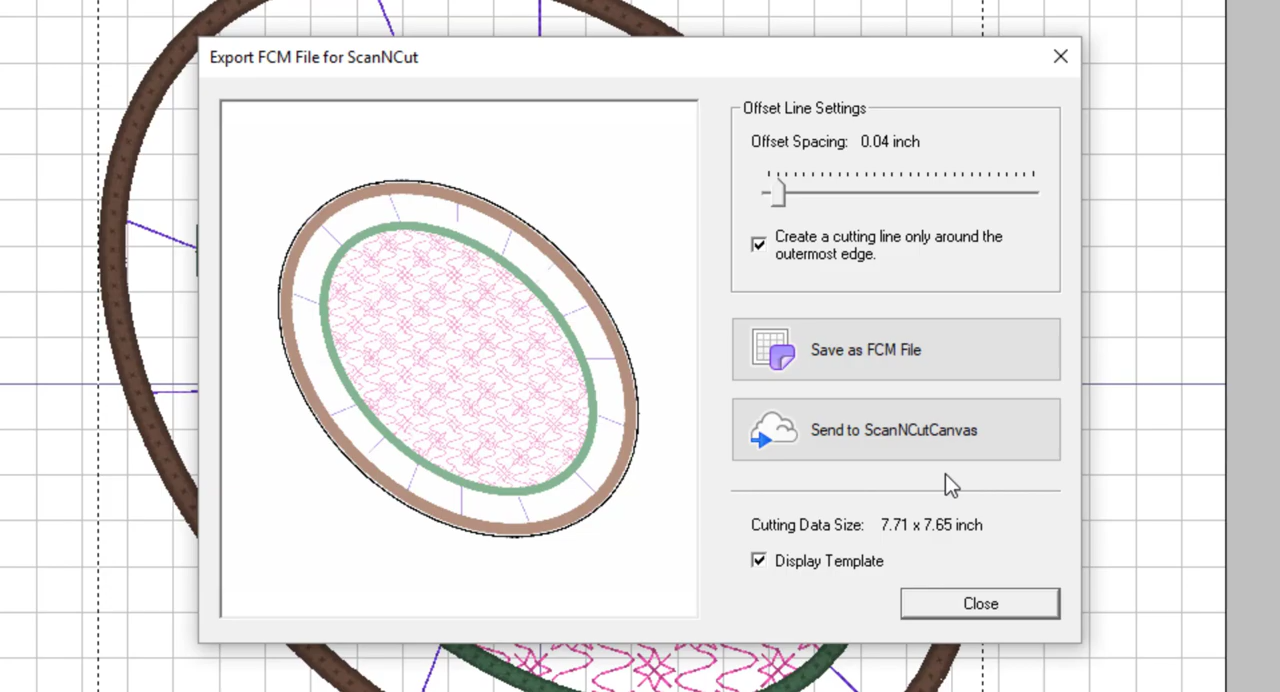 Export FCM File for ScanNCut
Offset Line Settings
Offset Spacing: 0.04 inch
Create a cutting line only around the
outermost edge.
Save as FCM File
Send to ScanNCutCanvas
Cutting Data Size: 7.71 x 7.65 inch
Display Template
Close